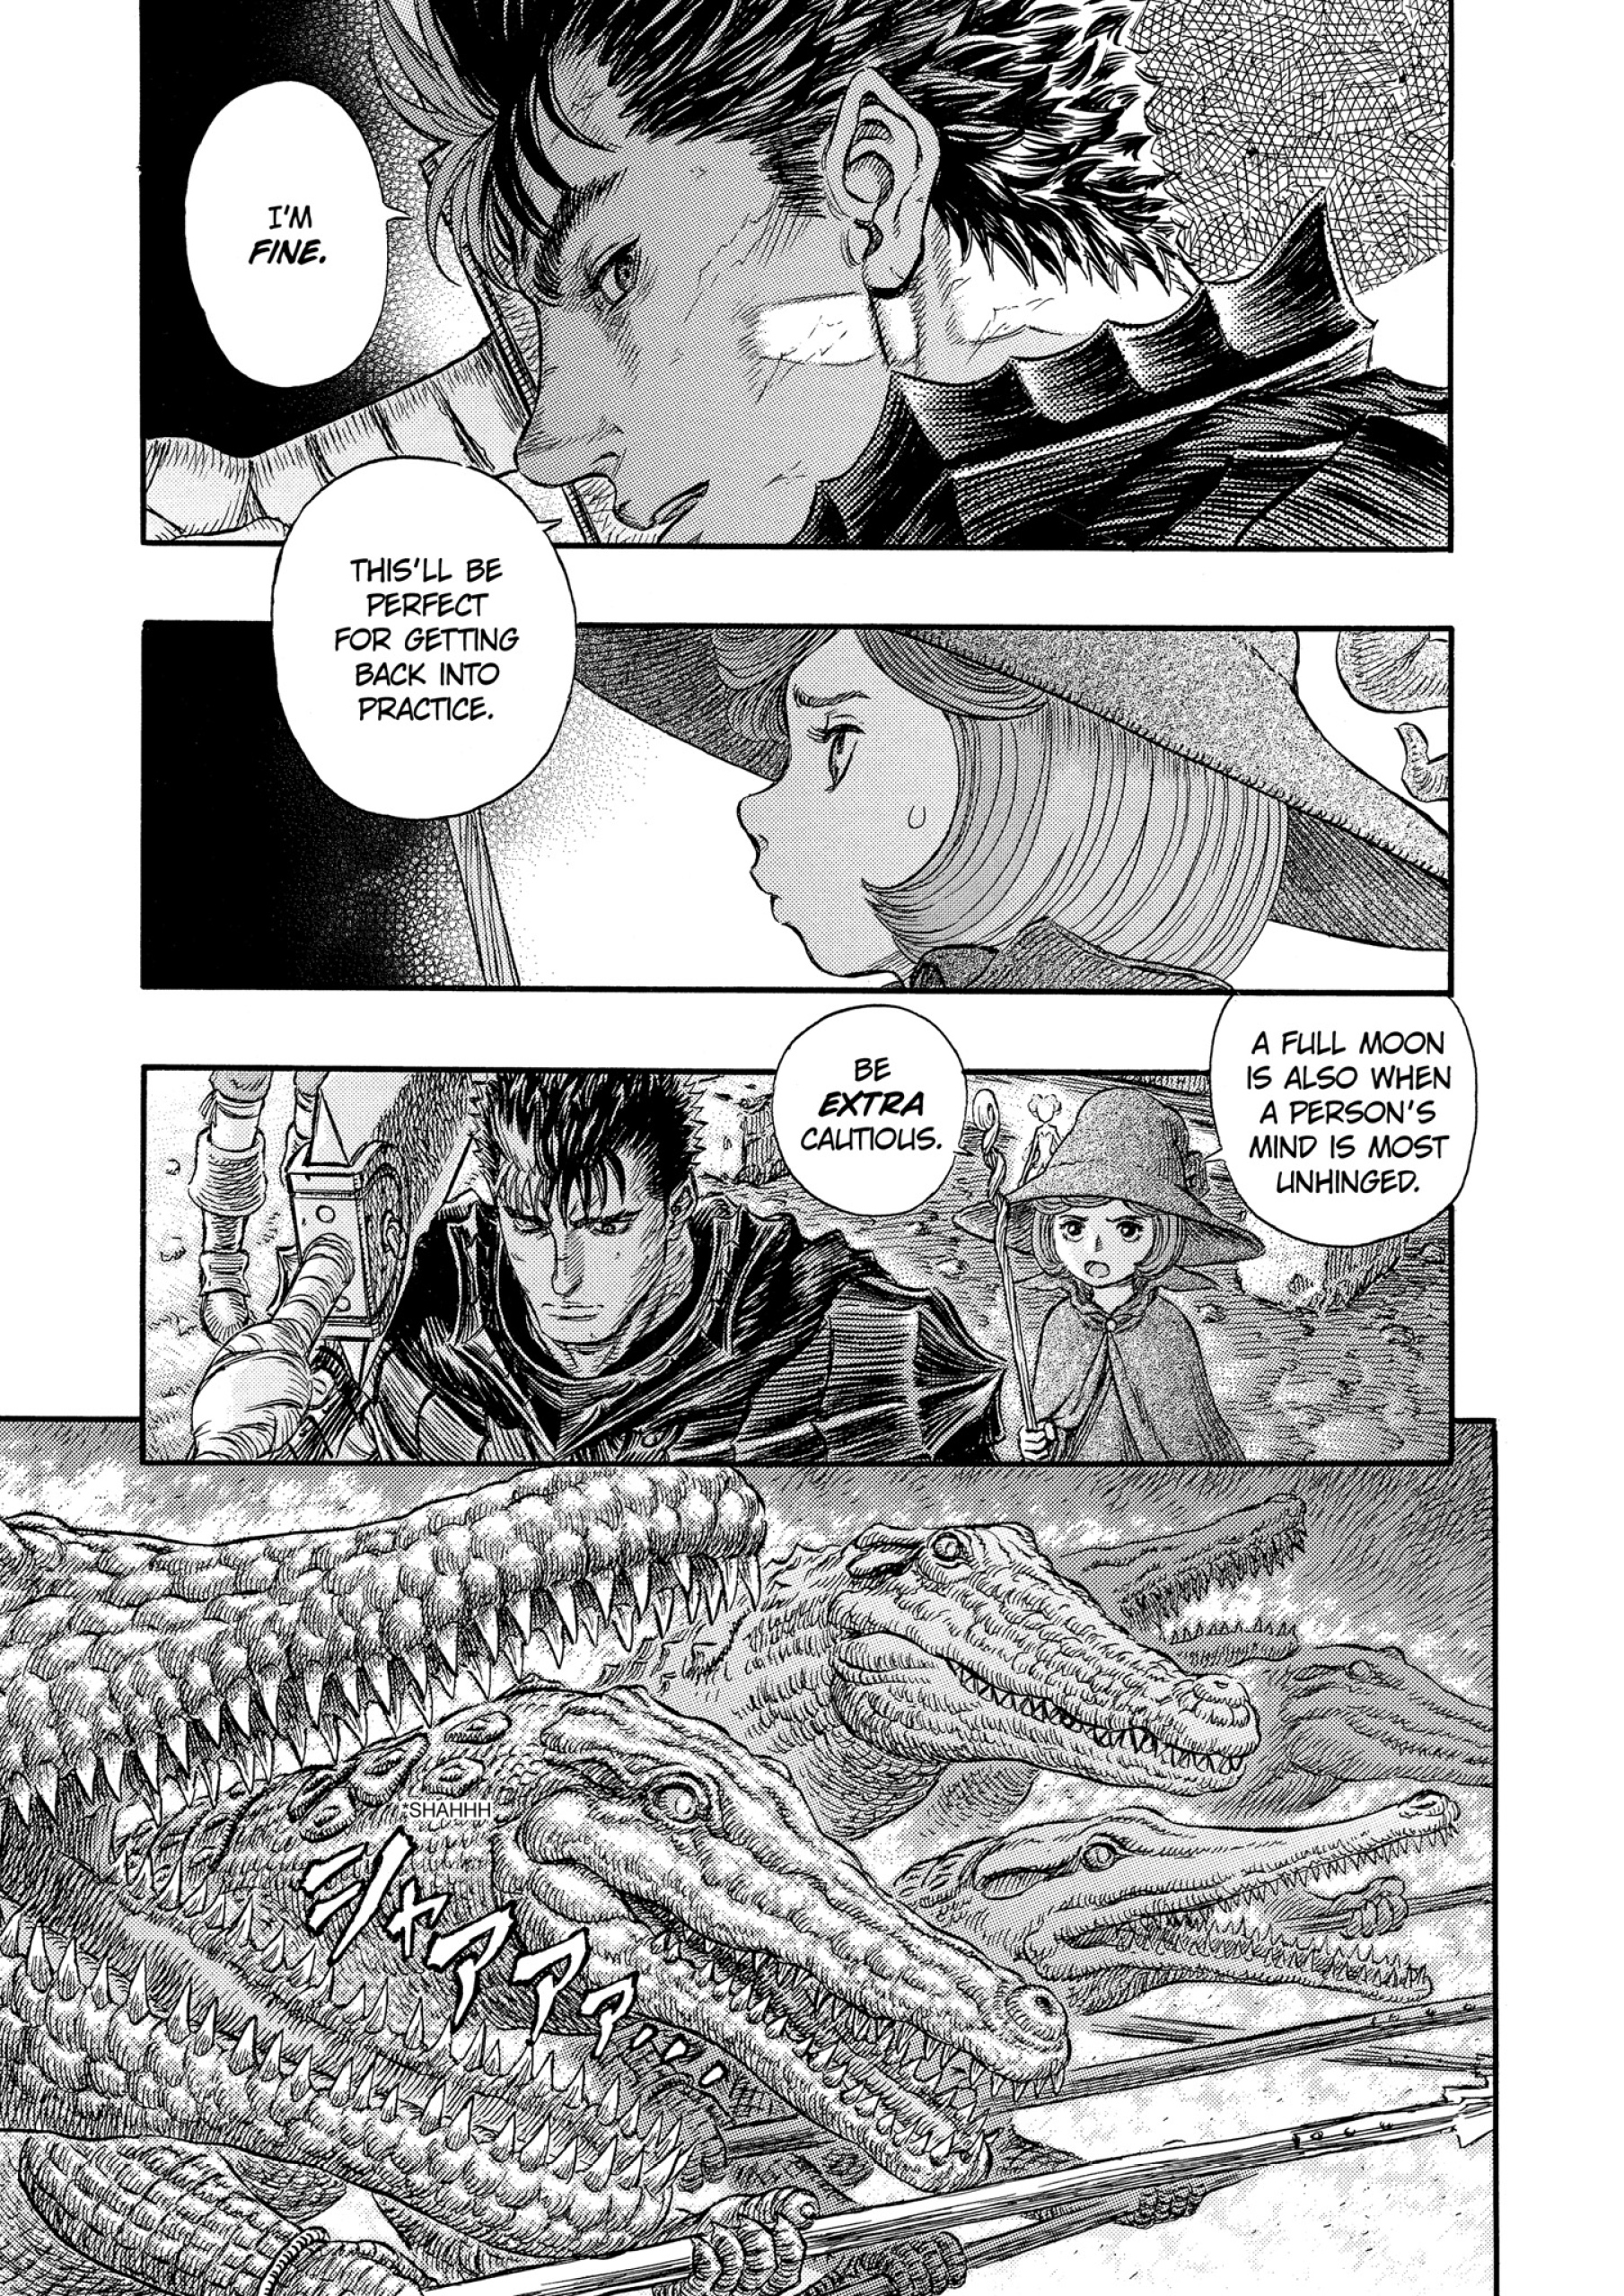 I'M
FINE.
THIS'LL BE
PERFECT
FOR GETTING
BACK INTO
PRACTICE.
A FULL MOON
IS ALSO WHEN
A PERSON'S
MIND IS MOST
UNHINGED.
BE
EXTRA
CAUTIOUS.
*SHAHHH
シャアアァ...